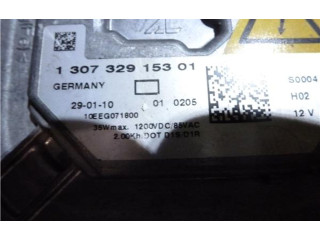 1 307 329 153 01
S0004
GERMANY
H02
29-01-10 01 0205
12 V
10EEG071800
35W max. 1200VDC/85VAC
2.00Kh DOT D1S D1R